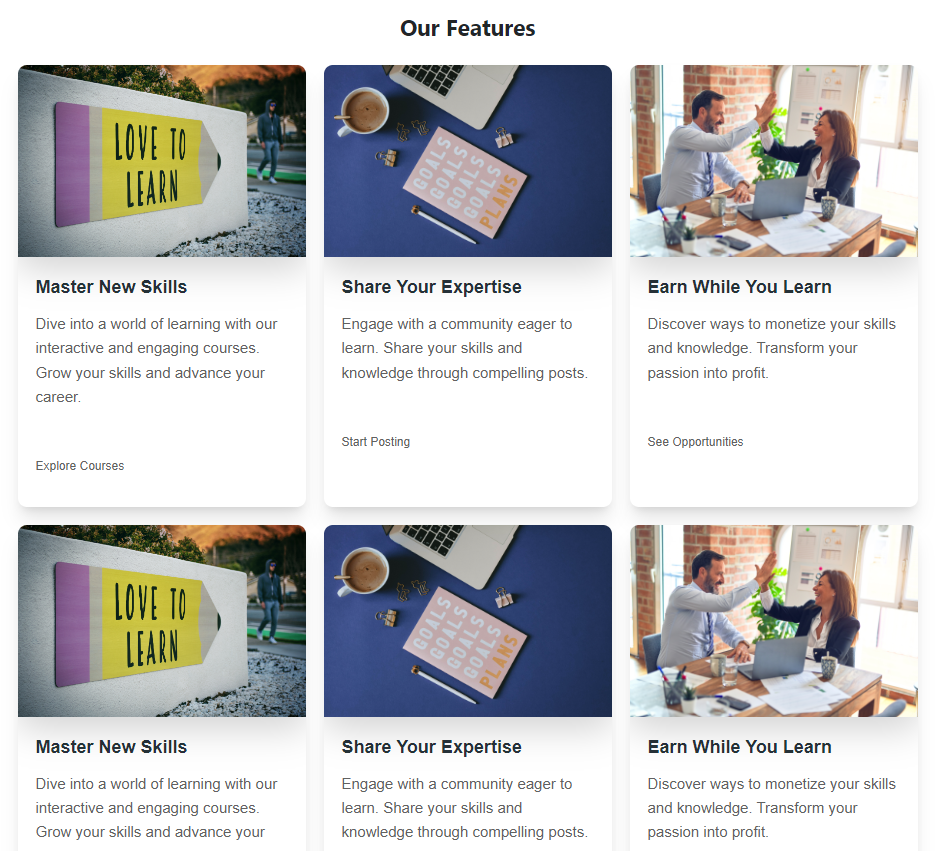 Our Features
LOVE TO
LEARN
GOALS
GOALS
GOALS
GOALS
PLANS
Master New Skills
Dive into a world of learning with our
interactive and engaging courses.
Grow your skills and advance your
career.
Explore Courses
Share Your Expertise
Engage with a community eager to
learn. Share your skills and
knowledge through compelling posts.
Start Posting
Earn While You Learn
Discover ways to monetize your skills
and knowledge. Transform your
passion into profit.
See Opportunities
LOVE TO
LEARN
GOALS
GOALS
GOALS
GOALS
PLANS
Master New Skills
Dive into a world of learning with our
interactive and engaging courses.
Grow your skills and advance your
Share Your Expertise
Engage with a community eager to
learn. Share your skills and
knowledge through compelling posts.
Earn While You Learn
Discover ways to monetize your skills
and knowledge. Transform your
passion into profit.